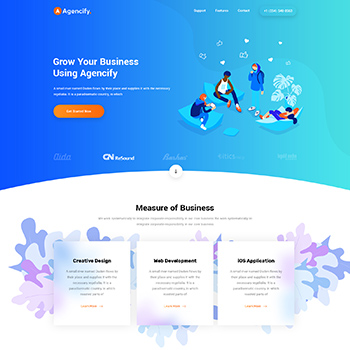 Agencify
Support
Features
Contact
Grow Your Business
Using Agencify
A small river named Duden flows by their place and supplies it with the necessary
regelialia. It is a paradisematic country, in which
Get Started Now
Aida
GN ReSound
Measure of Business
Creative Design
A small river named Duden flows by
their place and supplies it with the
necessary regelialia. It is a
paradisematic country, in which
roasted parts of
Learn More
Web Development
A small river named Duden flows by
their place and supplies it with the
necessary regelialia. It is a
paradisematic country, in which
roasted parts of
Learn More
iOS Application
A small river named Duden flows by
their place and supplies it with the
necessary regelialia. It is a
paradisematic country, in which
roasted parts of
Learn More